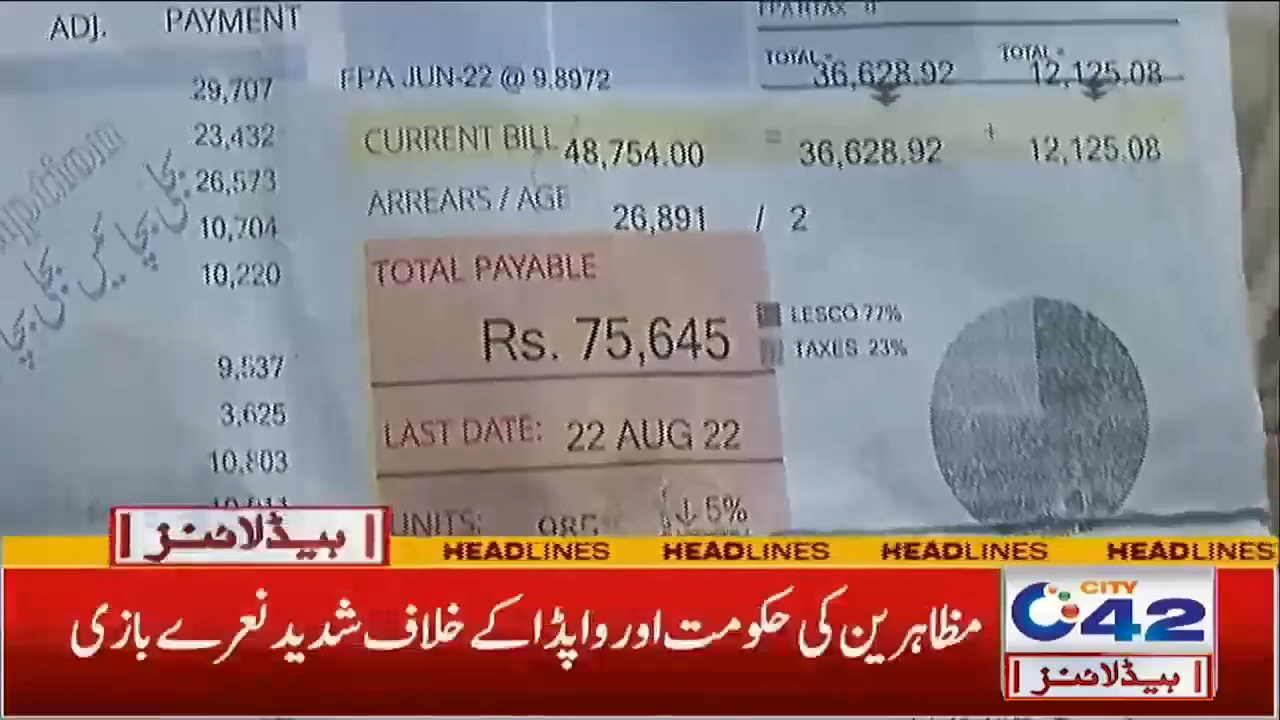 ADJ. PAYMENT
29,707
23,432
26,573
10,704
10,220
9,537
3,625
10,803
FPA JUN-22 @ 9.8972
TOTAL = 36,628.92 TOTAL = 12,125.08
CURRENT BILL 48,754.00 = 36,628.92 + 12,125.08
ARREARS / AGE 26,891 / 2
TOTAL PAYABLE
Rs. 75,645
LESCO 77%
TAXES 23%
LAST DATE: 22 AUG 22
UNITS: 5%
ہیڈلائنز
HEADLINES HEADLINES HEADLINES HEADLINES
مظاہرین کی حکومت اور واپڈا کے خلاف شدید نعرے بازی
CITY
42
ہیڈلائنز